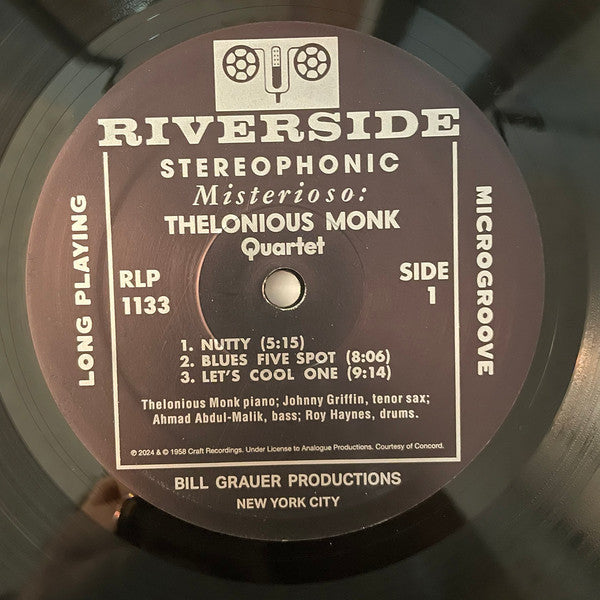 RIVERSIDE
STEREOPHONIC
Misterioso:
THELONIOUS MONK
Quartet
LONG PLAYING
MICROGROOVE
RLP
1133
SIDE
1
1. NUTTY (5:15)
2. BLUES FIVE SPOT (8:06)
3. LET'S COOL ONE (9:14)
Thelonious Monk piano; Johnny Griffin, tenor sax;
Ahmad Abdul-Malik, bass; Roy Haynes, drums.
℗ 2024 & © 1958 Craft Recordings. Under License to Analogue Productions. Courtesy of Concord.
BILL GRAUER PRODUCTIONS
NEW YORK CITY